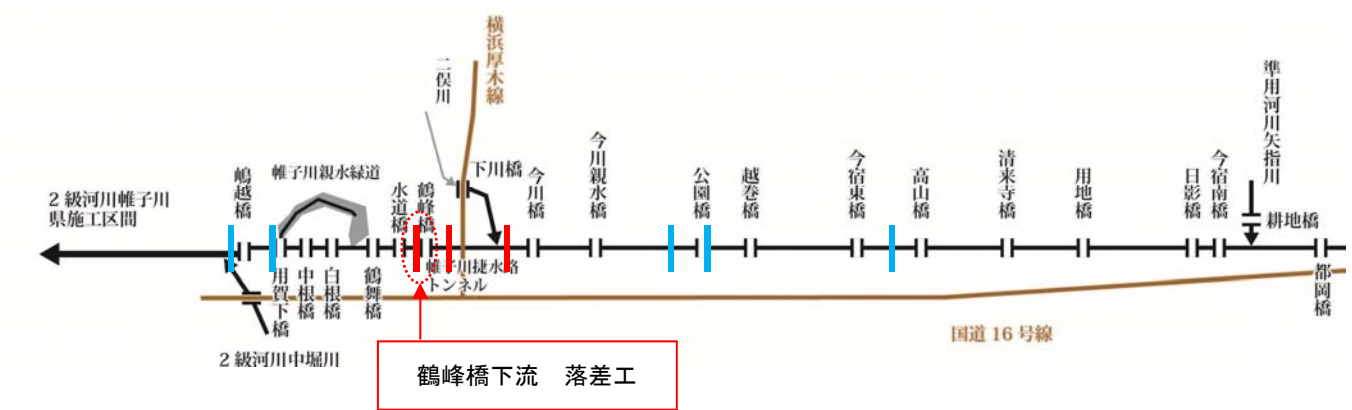 横浜厚木線
二俣川
準用河川矢指川
帷子川親水緑道
下川橋
2級河川帷子川
県施工区間
嶋越橋
用賀下橋
中根橋
白根橋
鶴舞橋
水道橋
鶴峰橋
帷子川捷水路
トンネル
今川橋
今川親水橋
公園橋
越巻橋
今宿東橋
高山橋
清来寺橋
用地橋
日影橋
今宿南橋
耕地橋
都岡橋
国道16号線
2級河川中堀川
鶴峰橋下流 落差工